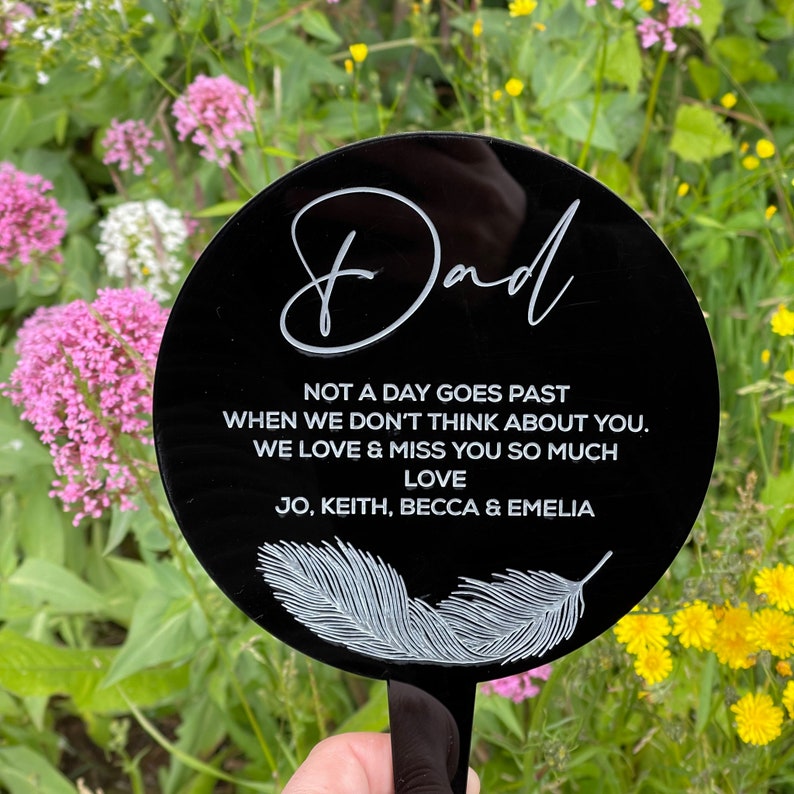 Dad
NOT A DAY GOES PAST
WHEN WE DON'T THINK ABOUT YOU.
WE LOVE & MISS YOU SO MUCH
LOVE
JO, KEITH, BECCA & EMELIA